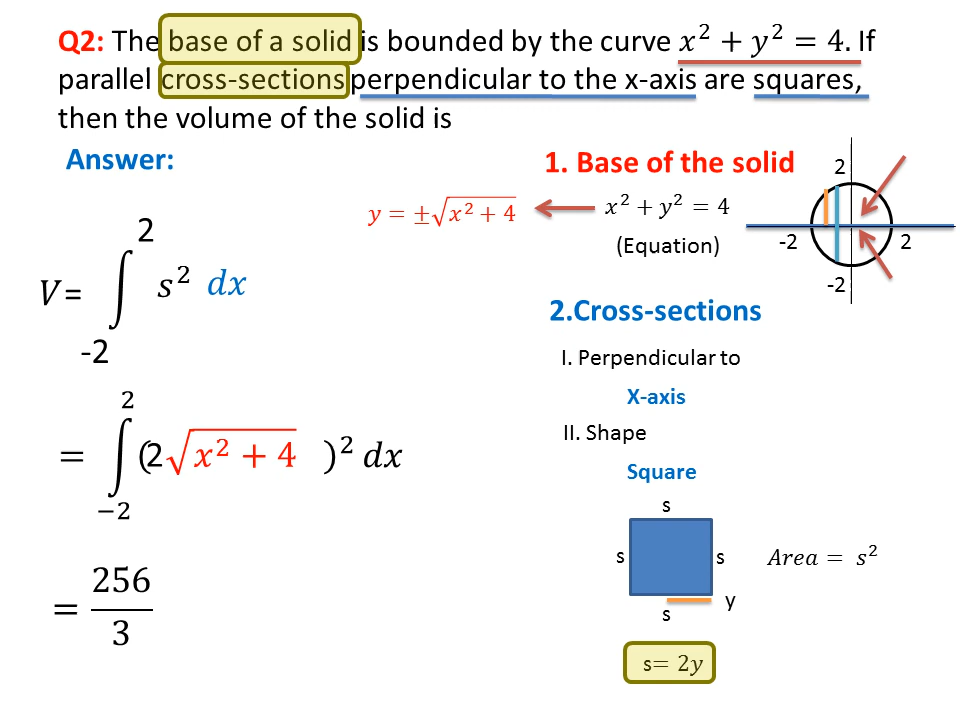 Q2: The base of a solid is bounded by the curve x² + y² = 4. If
parallel cross-sections perpendicular to the x-axis are squares,
then the volume of the solid is
Answer:
V = ∫_{-2}^{2} s² dx
= ∫_{−2}^{2} (2√(x² + 4) )² dx
= 256/3
1. Base of the solid
y = ±√(x² + 4)
x² + y² = 4
(Equation)
2
-2
2
-2
2.Cross-sections
I. Perpendicular to
X-axis
II. Shape
Square
s
s
s
Area = s²
y
s
s= 2y